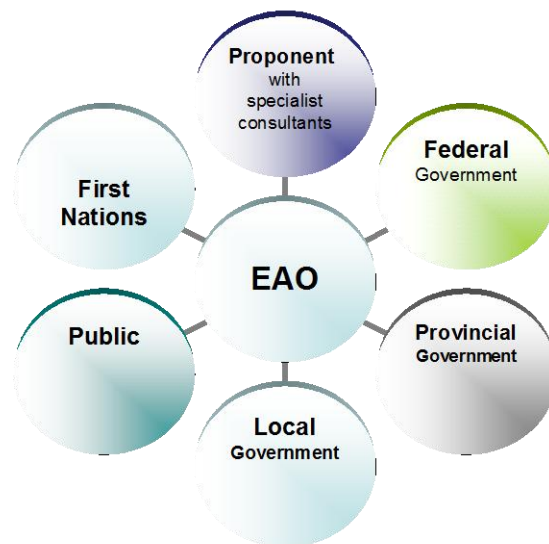 Proponent
with
specialist
consultants
Federal
Government
First
Nations
EAO
Public
Provincial
Government
Local
Government